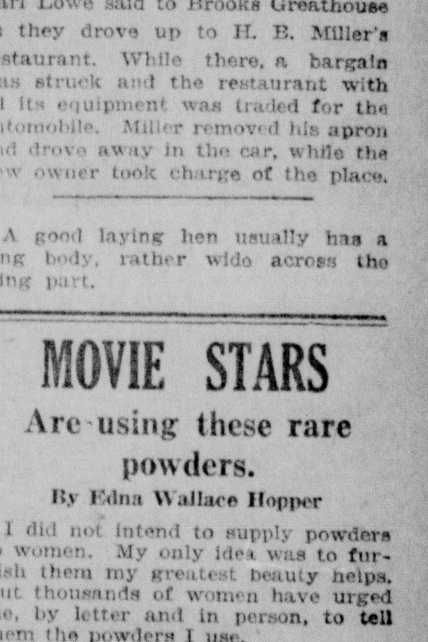 arl Lowe said to Brooks Greathouse
they drove up to H. B. Miller's
staurant. While there, a bargain
as struck and the restaurant with
l its equipment was traded for the
tomobile. Miller removed his apron
nd drove away in the car, while the
w owner took charge of the place.
A good laying hen usually has a
ng body, rather wide across the
ing part.
MOVIE STARS
Are using these rare
powders.
By Edna Wallace Hopper
I did not intend to supply powders
women. My only idea was to fur-
ish them my greatest beauty helps.
ut thousands of women have urged
e, by letter and in person, to tell
em the powders I use.